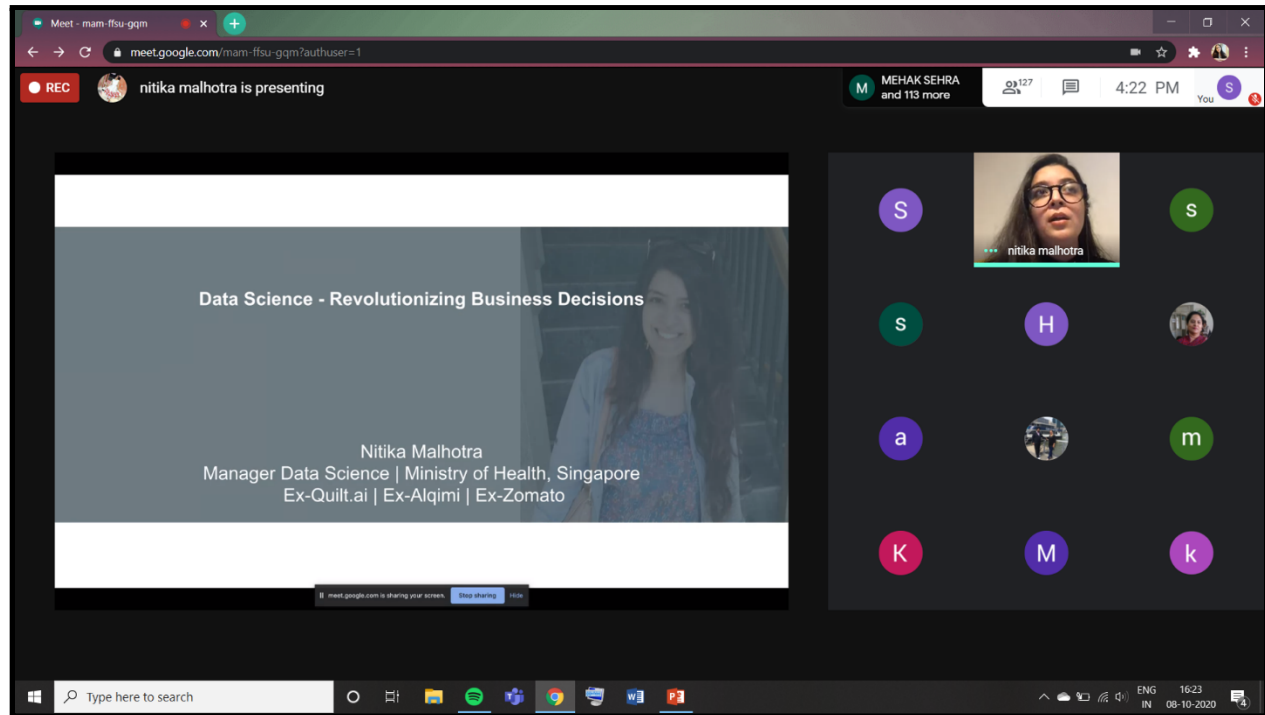 Meet - mam-ffsu-gqm
meet.google.com/mam-ffsu-gqm?authuser=1
REC
nitika malhotra is presenting
M
MEHAK SEHRA
and 113 more
127
4:22 PM
You
S
Data Science - Revolutionizing Business Decisions
Nitika Malhotra
Manager Data Science | Ministry of Health, Singapore
Ex-Quilt.ai | Ex-Alqimi | Ex-Zomato
meet.google.com is sharing your screen.
Stop sharing
Hide
S
nitika malhotra
s
s
H
a
m
K
M
k
Type here to search
ENG
IN
16:23
08-10-2020
4